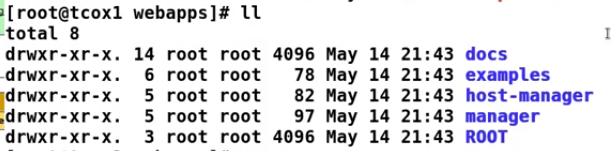 [root@tcox1 webapps]# ll
total 8
drwxr-xr-x. 14 root root 4096 May 14 21:43 docs
drwxr-xr-x.  6 root root   78 May 14 21:43 examples
drwxr-xr-x.  5 root root   82 May 14 21:43 host-manager
drwxr-xr-x.  5 root root   97 May 14 21:43 manager
drwxr-xr-x.  3 root root 4096 May 14 21:43 ROOT